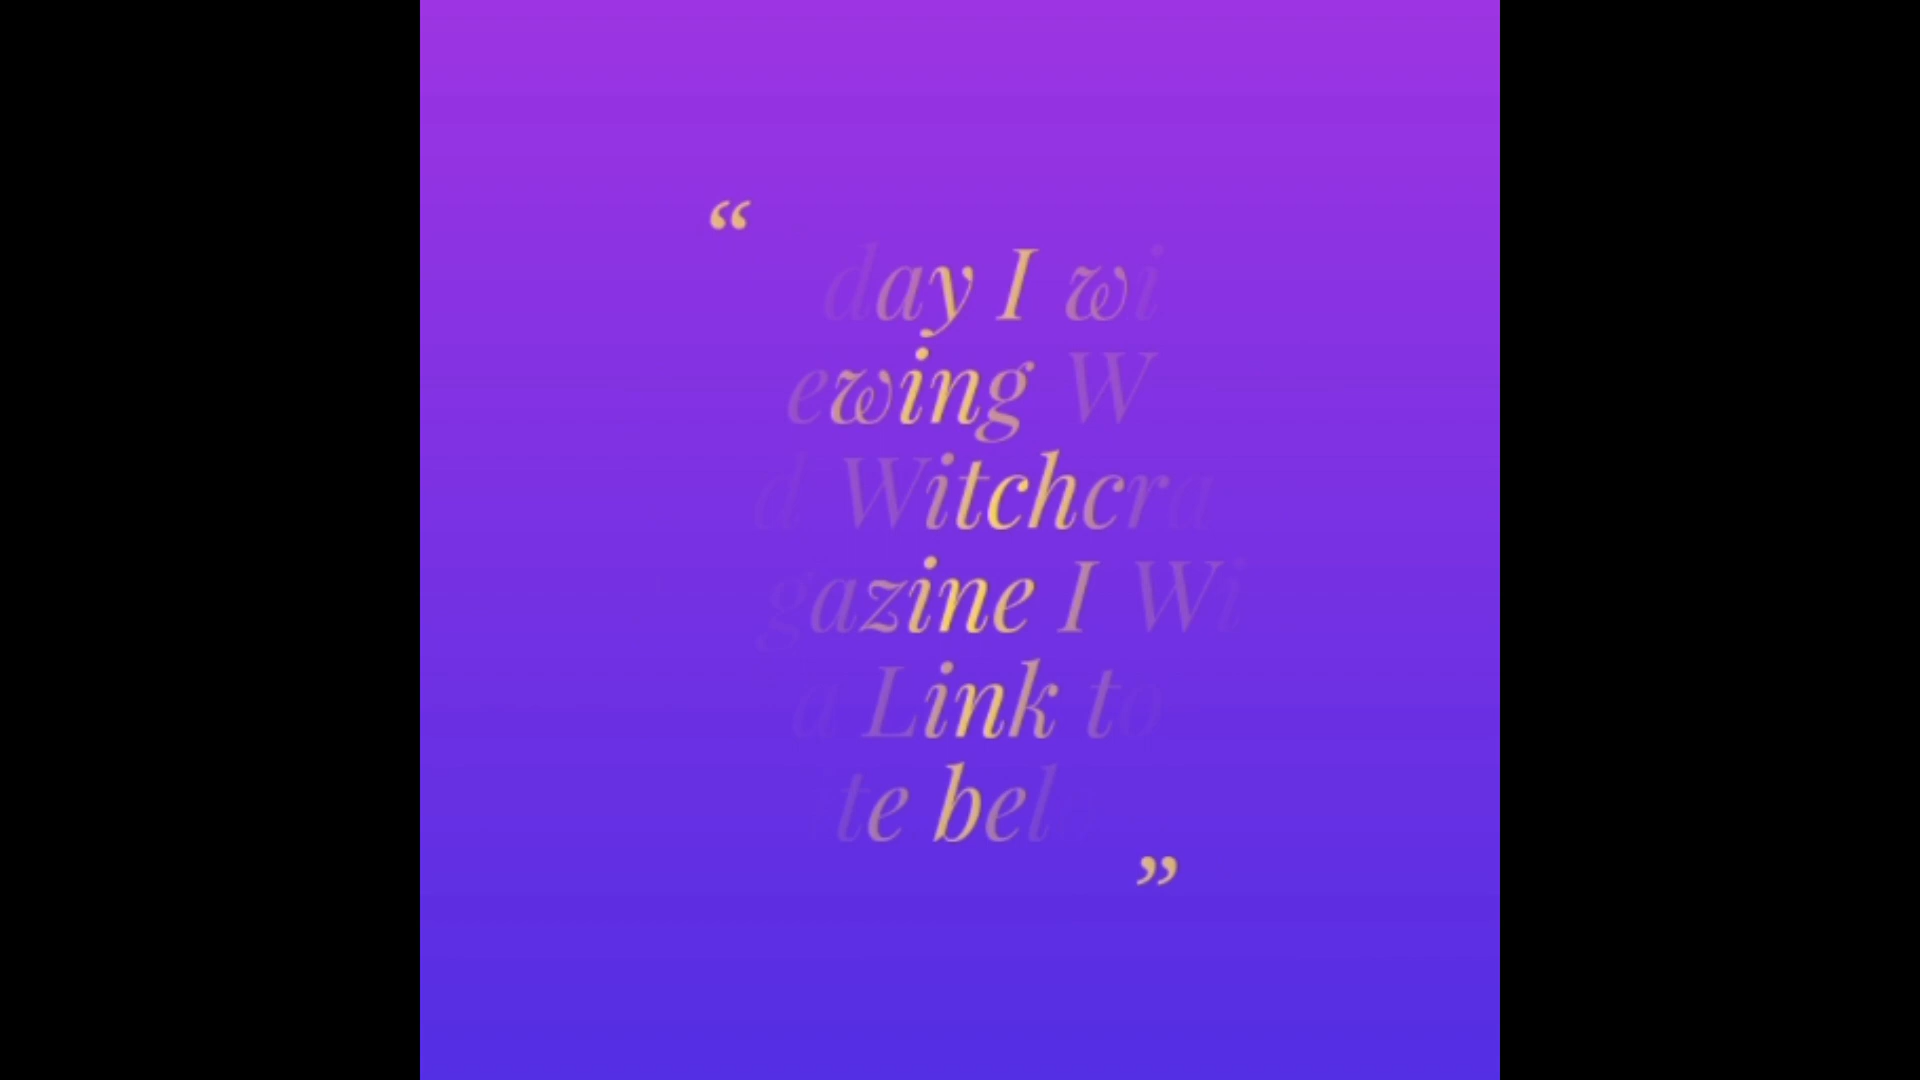 “
day I wi
ewing W
d Witchcra
gazine I Wi
a Link to
te bel
”